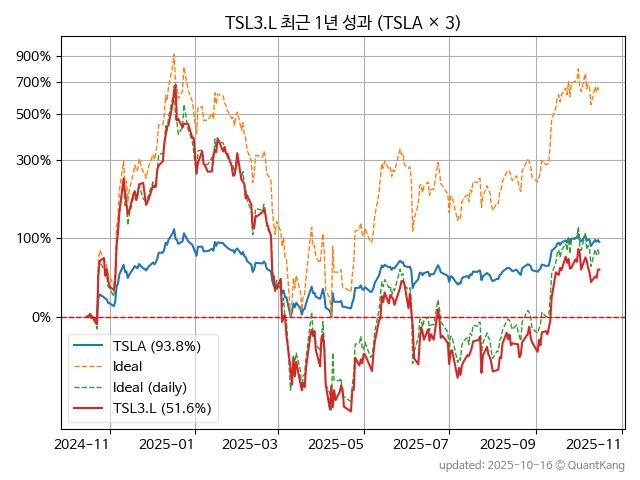 TSL3.L 최근 1년 성과 (TSLA × 3)
900%
700%
500%
300%
100%
0%
TSLA (93.8%)
Ideal
Ideal (daily)
TSL3.L (51.6%)
2024-11 2025-01 2025-03 2025-05 2025-07 2025-09 2025-11
updated: 2025-10-16 © QuantKang